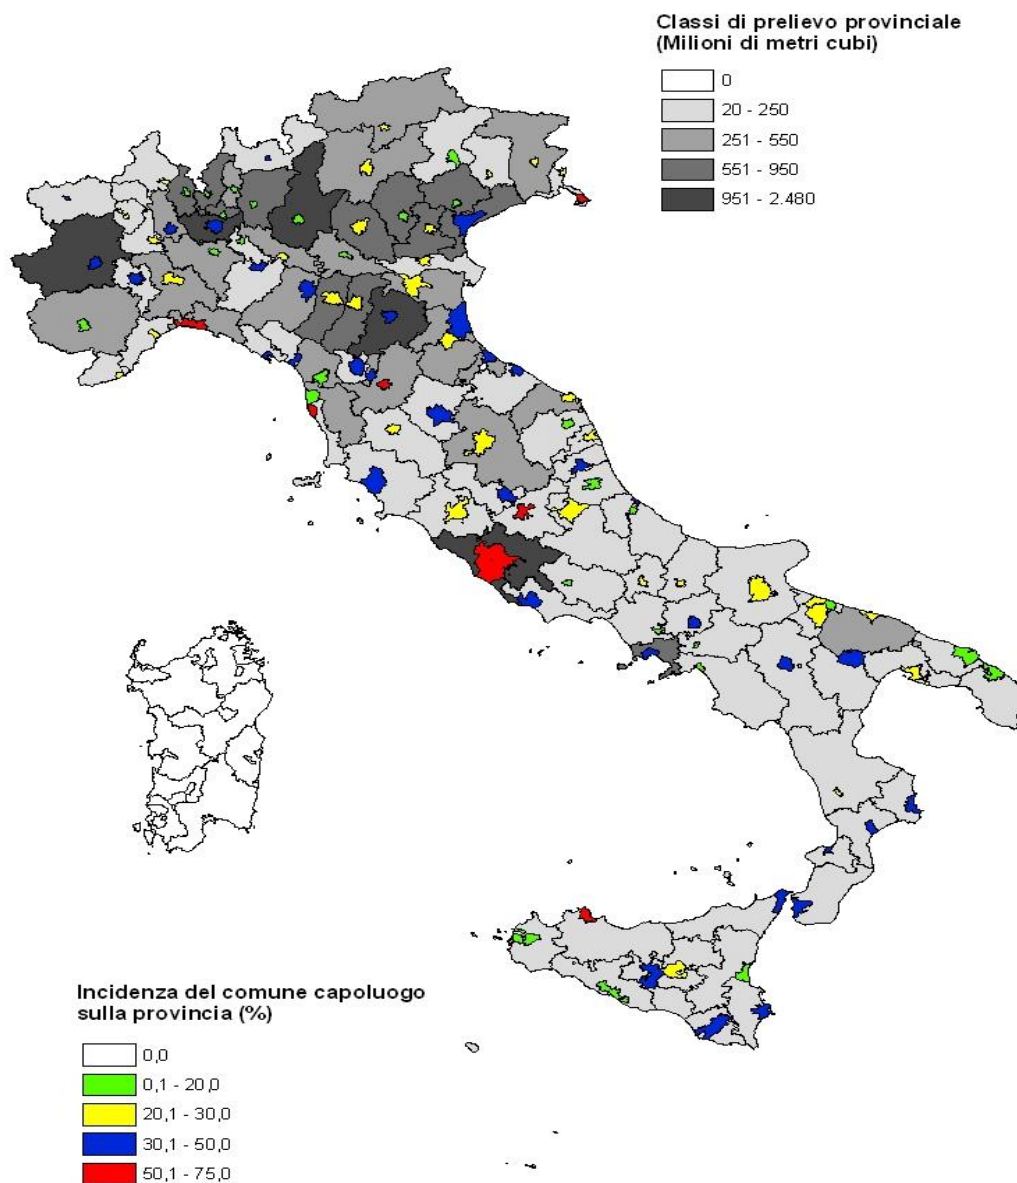 Classi di prelievo provinciale
(Milioni di metri cubi)
0
20 - 250
251 - 550
551 - 950
951 - 2.480
Incidenza del comune capoluogo
sulla provincia (%)
0,0
0,1 - 20,0
20,1 - 30,0
30,1 - 50,0
50,1 - 75,0